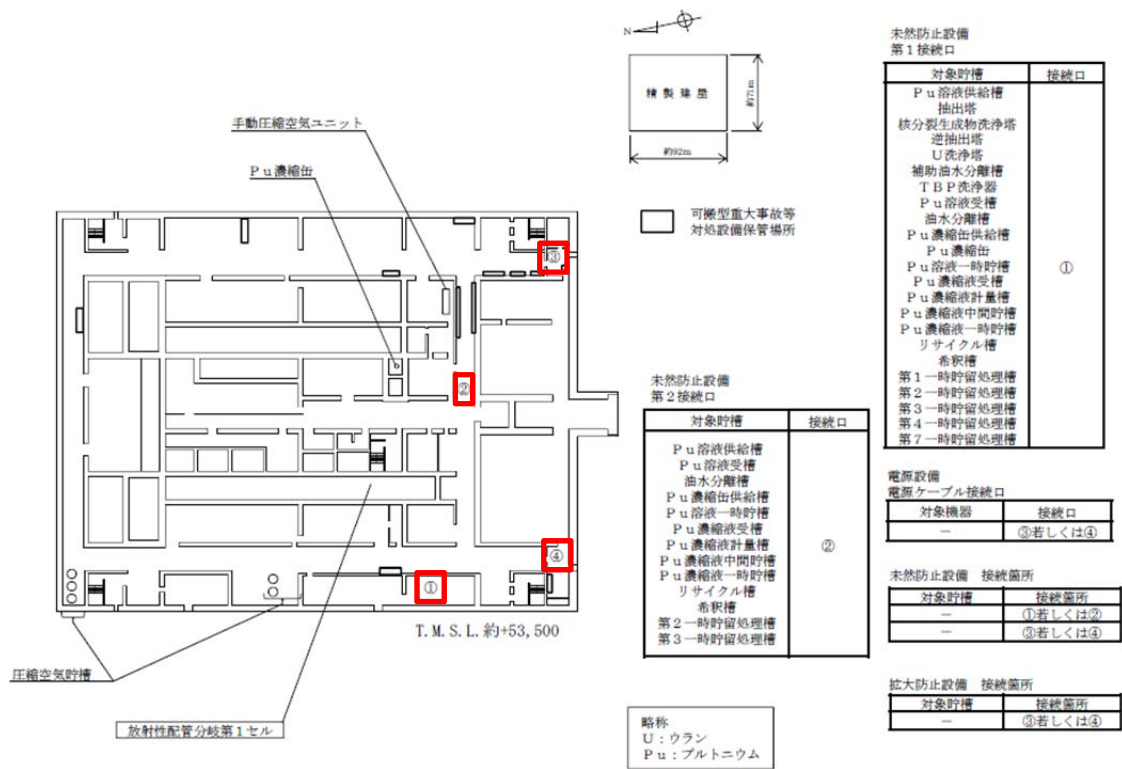 N
精製建屋
約71m
約92m
可搬型重大事故等
対処設備保管場所
手動圧縮空気ユニット
Pu濃縮缶
③
②
④
①
T.M.S.L.約+53,500
圧縮空気貯槽
放射性配管分岐第1セル
未然防止設備
第1接続口
対象貯槽 接続口
Pu溶液供給槽
抽出塔
核分裂生成物洗浄塔
逆抽出塔
U洗浄塔
補助油水分離槽
TBP洗浄器
Pu溶液受槽
油水分離槽
Pu濃縮缶供給槽
Pu濃縮缶
Pu溶液一時貯槽
Pu濃縮液受槽
Pu濃縮液計量槽
Pu濃縮液中間貯槽
Pu濃縮液一時貯槽
リサイクル槽
希釈槽
第1一時貯留処理槽
第2一時貯留処理槽
第3一時貯留処理槽
第4一時貯留処理槽
第7一時貯留処理槽
①
未然防止設備
第2接続口
対象貯槽 接続口
Pu溶液供給槽
Pu溶液受槽
油水分離槽
Pu濃縮缶供給槽
Pu溶液一時貯槽
Pu濃縮液受槽
Pu濃縮液計量槽
Pu濃縮液中間貯槽
Pu濃縮液一時貯槽
リサイクル槽
希釈槽
第2一時貯留処理槽
第3一時貯留処理槽
②
電源設備
電源ケーブル接続口
対象機器 接続口
－ ③若しくは④
未然防止設備 接続箇所
対象貯槽 接続箇所
－ ①若しくは②
－ ③若しくは④
拡大防止設備 接続箇所
対象貯槽 接続箇所
－ ③若しくは④
略称
U：ウラン
Pu：プルトニウム